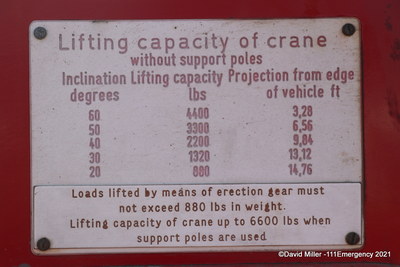 Lifting capacity of crane
without support poles
Inclination Lifting capacity Projection from edge
degrees lbs of vehicle ft
60 4400 3,28
50 3300 6,56
40 2200 9,84
30 1320 13,12
20 880 14,76
Loads lifted by means of erection gear must
not exceed 880 lbs in weight.
Lifting capacity of crane up to 6600 lbs when
support poles are used
©David Miller -111Emergency 2021